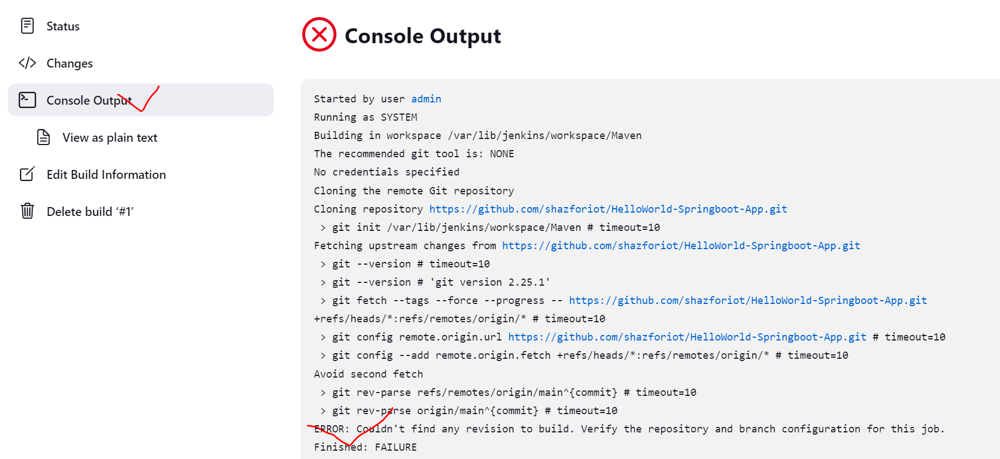 Status
Changes
Console Output
View as plain text
Edit Build Information
Delete build ‘#1’
Console Output
Started by user admin
Running as SYSTEM
Building in workspace /var/lib/jenkins/workspace/Maven
The recommended git tool is: NONE
No credentials specified
Cloning the remote Git repository
Cloning repository https://github.com/shazforiot/HelloWorld-Springboot-App.git
 > git init /var/lib/jenkins/workspace/Maven # timeout=10
Fetching upstream changes from https://github.com/shazforiot/HelloWorld-Springboot-App.git
 > git --version # timeout=10
 > git --version # 'git version 2.25.1'
 > git fetch --tags --force --progress -- https://github.com/shazforiot/HelloWorld-Springboot-App.git
+refs/heads/*:refs/remotes/origin/* # timeout=10
 > git config remote.origin.url https://github.com/shazforiot/HelloWorld-Springboot-App.git # timeout=10
 > git config --add remote.origin.fetch +refs/heads/*:refs/remotes/origin/* # timeout=10
Avoid second fetch
 > git rev-parse refs/remotes/origin/main^{commit} # timeout=10
 > git rev-parse origin/main^{commit} # timeout=10
ERROR: Couldn't find any revision to build. Verify the repository and branch configuration for this job.
Finished: FAILURE